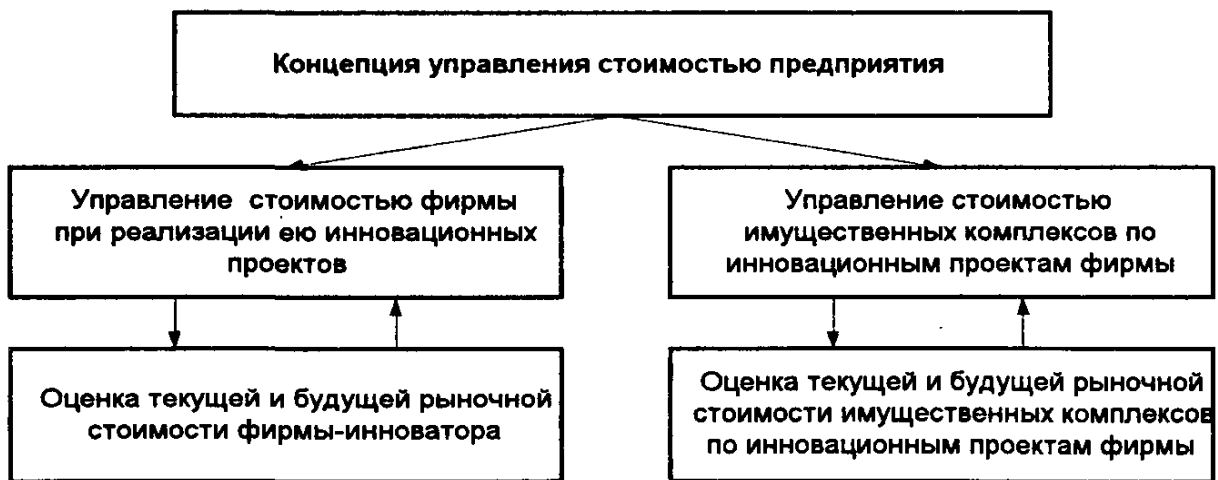 Концепция управления стоимостью предприятия
Управление стоимостью фирмы
при реализации ею инновационных
проектов
Управление стоимостью
имущественных комплексов по
инновационным проектам фирмы
Оценка текущей и будущей рыночной
стоимости фирмы-инноватора
Оценка текущей и будущей рыночной
стоимости имущественных комплексов
по инновационным проектам фирмы